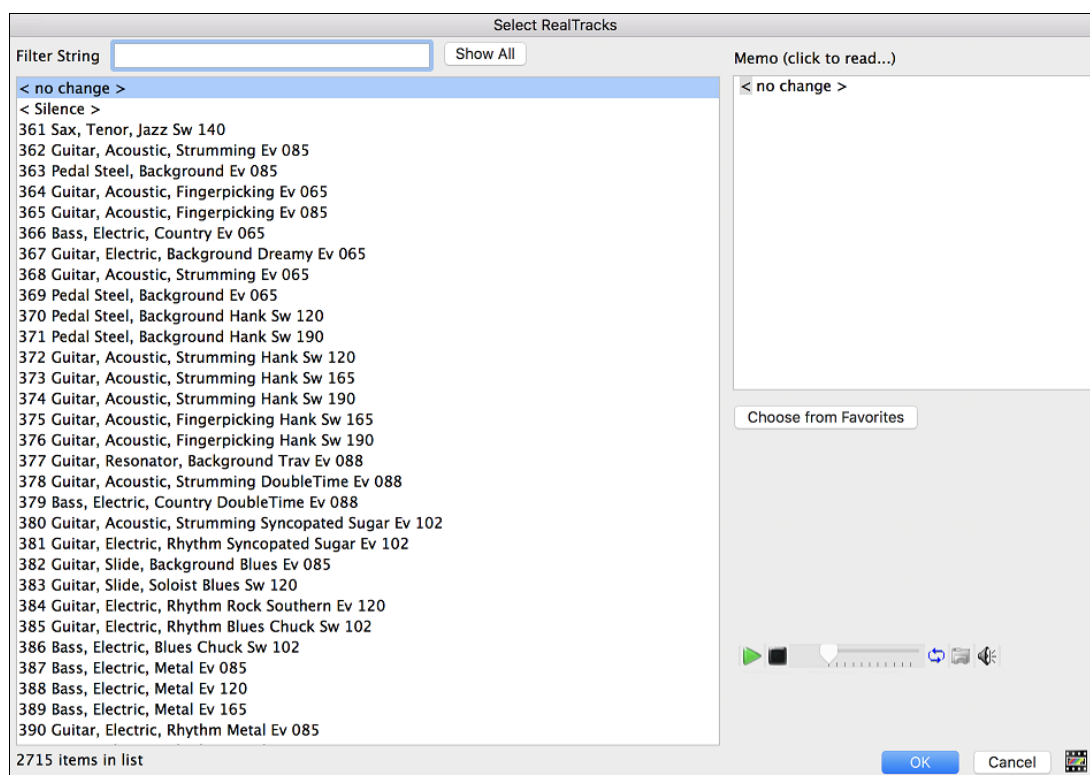 Select RealTracks
Filter String
Show All
Memo (click to read...)
< no change >
< no change >
< Silence >
361 Sax, Tenor, Jazz Sw 140
362 Guitar, Acoustic, Strumming Ev 085
363 Pedal Steel, Background Ev 085
364 Guitar, Acoustic, Fingerpicking Ev 065
365 Guitar, Acoustic, Fingerpicking Ev 085
366 Bass, Electric, Country Ev 065
367 Guitar, Electric, Background Dreamy Ev 065
368 Guitar, Acoustic, Strumming Ev 065
369 Pedal Steel, Background Ev 065
370 Pedal Steel, Background Hank Sw 120
371 Pedal Steel, Background Hank Sw 190
372 Guitar, Acoustic, Strumming Hank Sw 120
373 Guitar, Acoustic, Strumming Hank Sw 165
374 Guitar, Acoustic, Strumming Hank Sw 190
375 Guitar, Acoustic, Fingerpicking Hank Sw 165
376 Guitar, Acoustic, Fingerpicking Hank Sw 190
377 Guitar, Resonator, Background Trav Ev 088
378 Guitar, Acoustic, Strumming DoubleTime Ev 088
379 Bass, Electric, Country DoubleTime Ev 088
380 Guitar, Acoustic, Strumming Syncopated Sugar Ev 102
381 Guitar, Electric, Rhythm Syncopated Sugar Ev 102
382 Guitar, Slide, Background Blues Ev 085
383 Guitar, Slide, Soloist Blues Sw 120
384 Guitar, Electric, Rhythm Rock Southern Ev 120
385 Guitar, Electric, Rhythm Blues Chuck Sw 102
386 Bass, Electric, Blues Chuck Sw 102
387 Bass, Electric, Metal Ev 085
388 Bass, Electric, Metal Ev 120
389 Bass, Electric, Metal Ev 165
390 Guitar, Electric, Rhythm Metal Ev 085
Choose from Favorites
2715 items in list
OK
Cancel